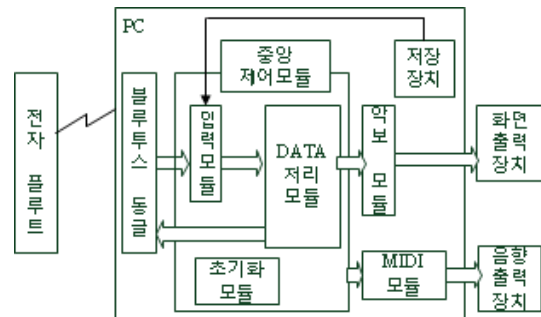 PC
중앙
제어모듈
저장
장치
전자 플루트
블루투스 동글
입력모듈
DATA
처리
모듈
악보 모듈
화면
출력
장치
초기화
모듈
MIDI
모듈
음향
출력
장치